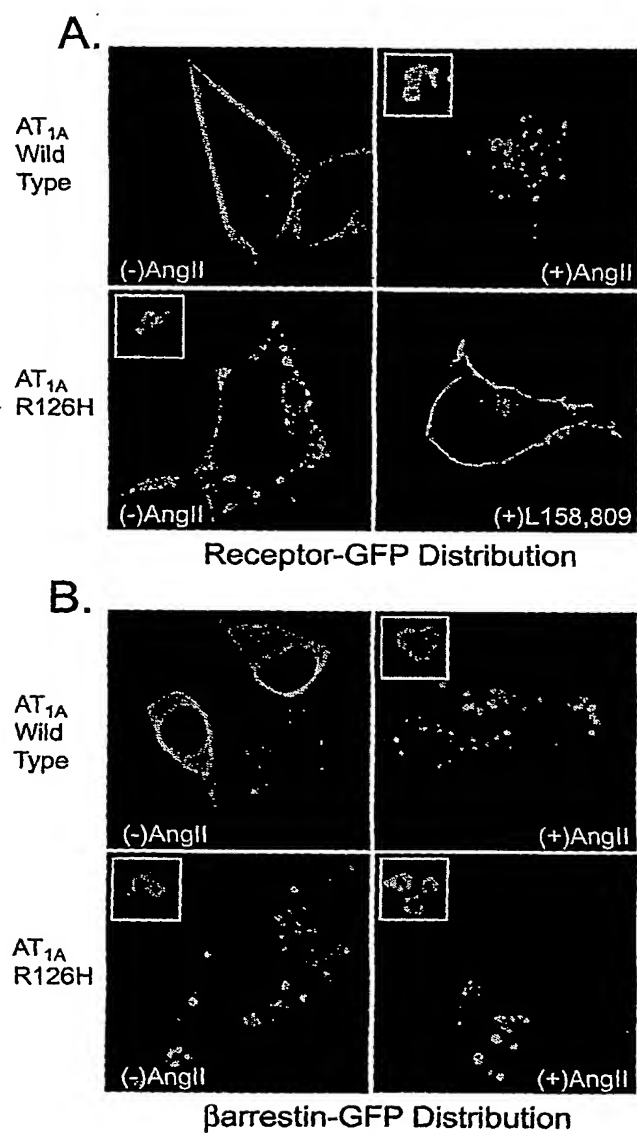 A.
AT1A
Wild
Type
(-)AngII
(+)AngII
AT1A
R126H
(-)AngII
(+)L158,809
Receptor-GFP Distribution
B.
AT1A
Wild
Type
(-)AngII
(+)AngII
AT1A
R126H
(-)AngII
(+)AngII
βarrestin-GFP Distribution